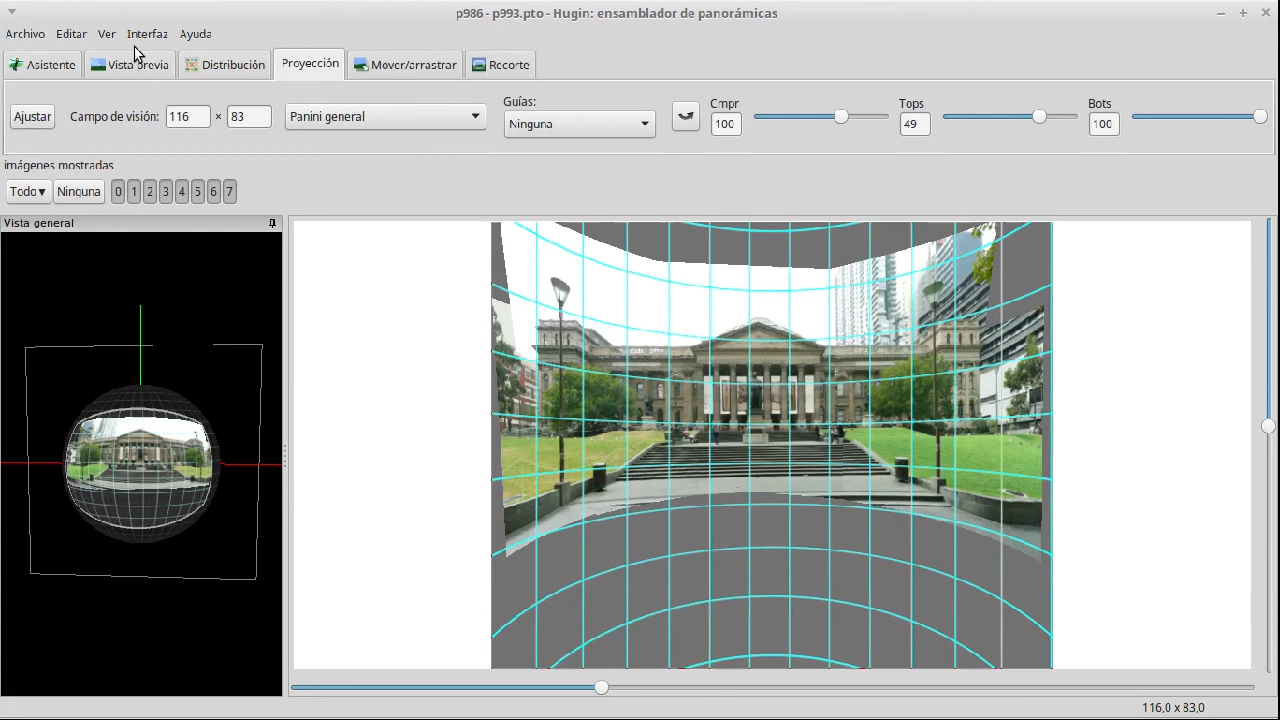 p986 - p993.pto - Hugin: ensamblador de panorámicas
Archivo Editar Ver Interfaz Ayuda
Asistente Vista previa Distribución Proyección Mover/arrastrar Recorte
Ajustar Campo de visión: 116 × 83 Panini general Guías: Ninguna Cmpr 100 Tops 49 Bots 100
imágenes mostradas
Todo▾ Ninguna 0 1 2 3 4 5 6 7
Vista general
116,0 x 83,0